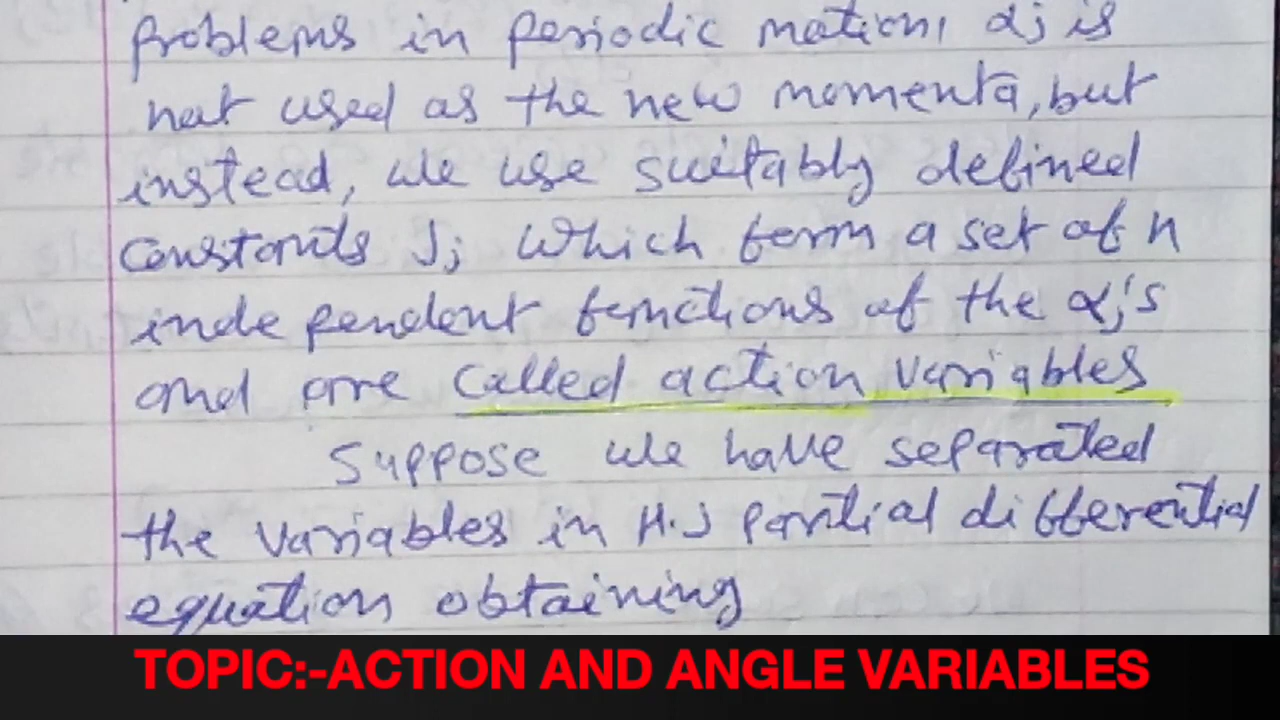 problems in periodic motion, αj is
not used as the new momenta, but
instead, we use suitably defined
constants Jj which form a set of n
independent functions of the αj's
and are called action variables
Suppose we have separated
the variables in H.J partial differential
equation obtaining
TOPIC:-ACTION AND ANGLE VARIABLES